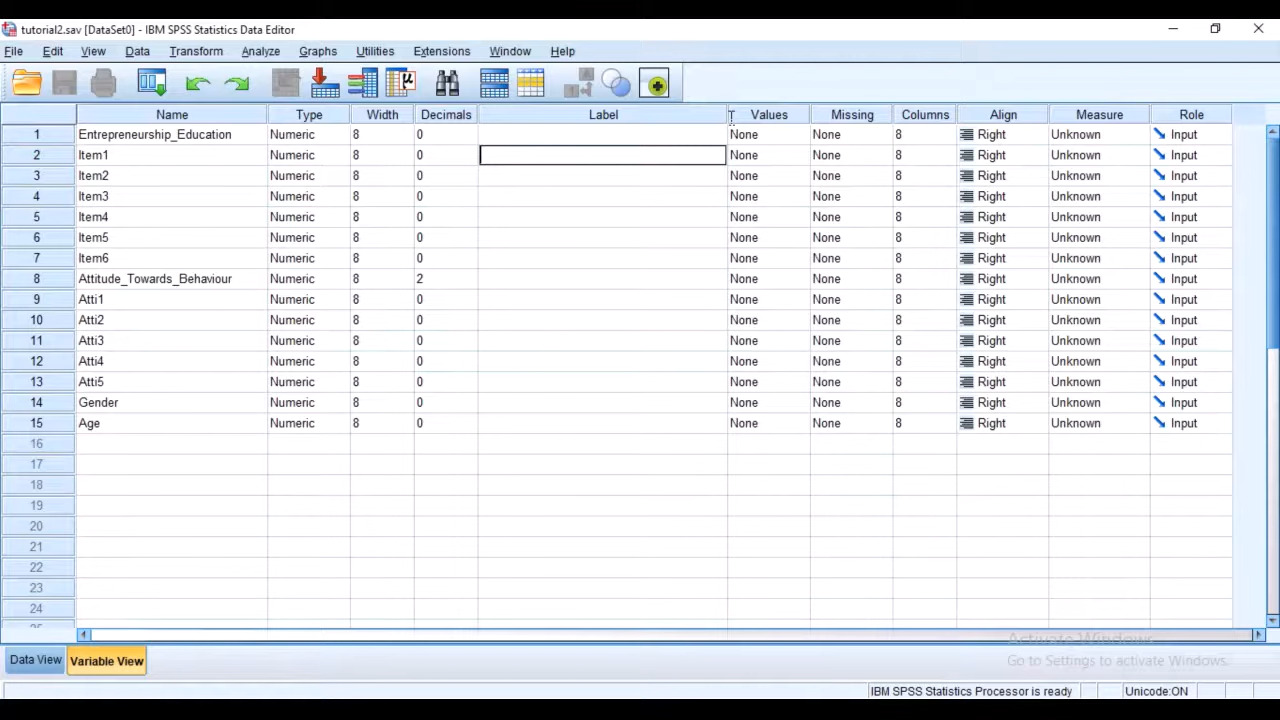 tutorial2.sav [DataSet0] - IBM SPSS Statistics Data Editor
File Edit View Data Transform Analyze Graphs Utilities Extensions Window Help
Name Type Width Decimals Label Values Missing Columns Align Measure Role
1 Entrepreneurship_Education Numeric 8 0 None None 8 Right Unknown Input
2 Item1 Numeric 8 0 None None 8 Right Unknown Input
3 Item2 Numeric 8 0 None None 8 Right Unknown Input
4 Item3 Numeric 8 0 None None 8 Right Unknown Input
5 Item4 Numeric 8 0 None None 8 Right Unknown Input
6 Item5 Numeric 8 0 None None 8 Right Unknown Input
7 Item6 Numeric 8 0 None None 8 Right Unknown Input
8 Attitude_Towards_Behaviour Numeric 8 2 None None 8 Right Unknown Input
9 Atti1 Numeric 8 0 None None 8 Right Unknown Input
10 Atti2 Numeric 8 0 None None 8 Right Unknown Input
11 Atti3 Numeric 8 0 None None 8 Right Unknown Input
12 Atti4 Numeric 8 0 None None 8 Right Unknown Input
13 Atti5 Numeric 8 0 None None 8 Right Unknown Input
14 Gender Numeric 8 0 None None 8 Right Unknown Input
15 Age Numeric 8 0 None None 8 Right Unknown Input
16
17
18
19
20
21
22
23
24
Activate Windows
Go to Settings to activate Windows.
Data View Variable View
IBM SPSS Statistics Processor is ready Unicode:ON